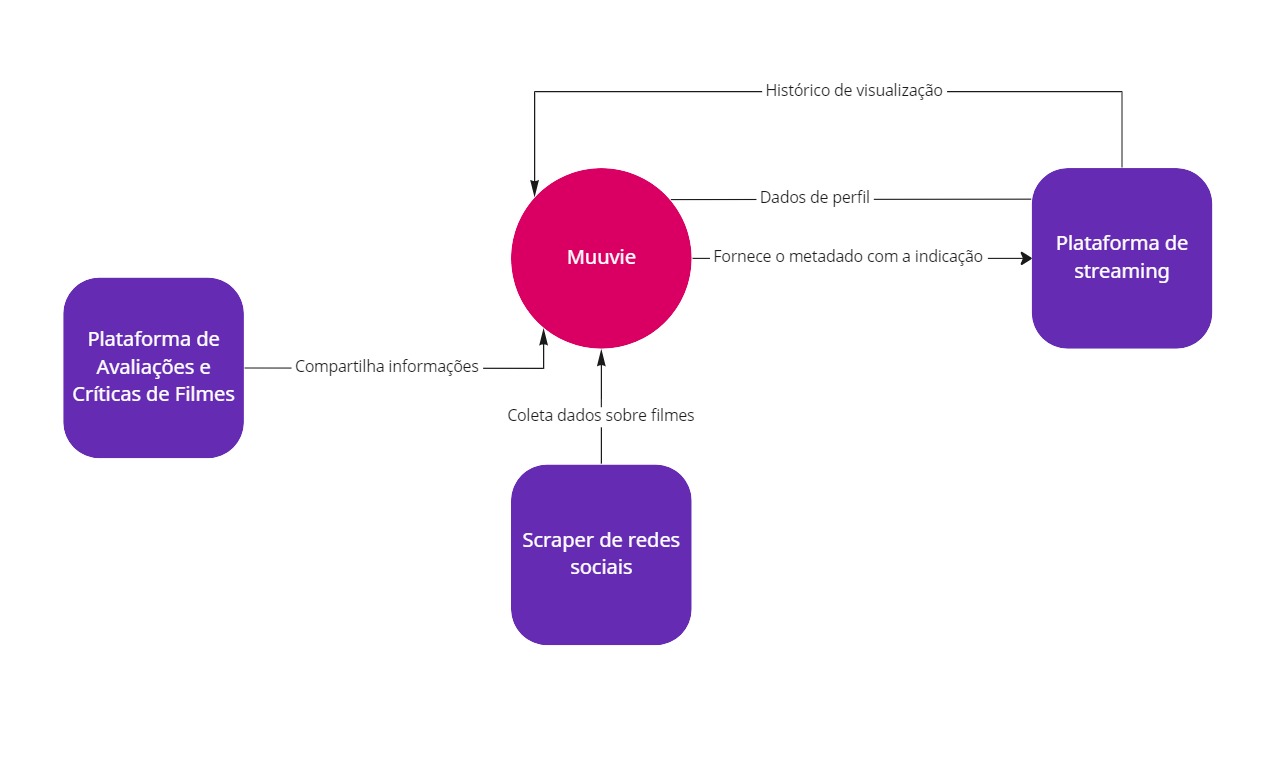 Histórico de visualização
Dados de perfil
Muuvie
Fornece o metadado com a indicação
Plataforma de
streaming
Plataforma de
Avaliações e
Críticas de Filmes
Compartilha informações
Coleta dados sobre filmes
Scraper de redes
sociais